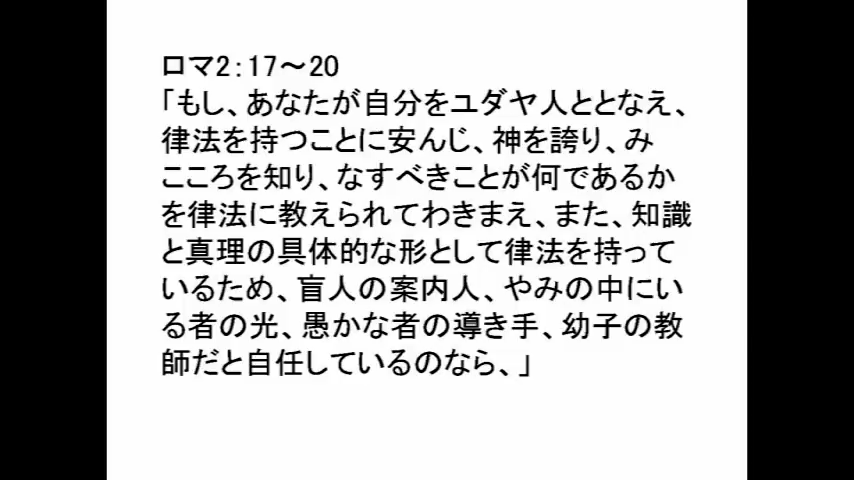 ロマ2：17～20
「もし、あなたが自分をユダヤ人ととなえ、
律法を持つことに安んじ、神を誇り、み
こころを知り、なすべきことが何であるか
を律法に教えられてわきまえ、また、知識
と真理の具体的な形として律法を持って
いるため、盲人の案内人、やみの中にい
る者の光、愚かな者の導き手、幼子の教
師だと自任しているのなら、」